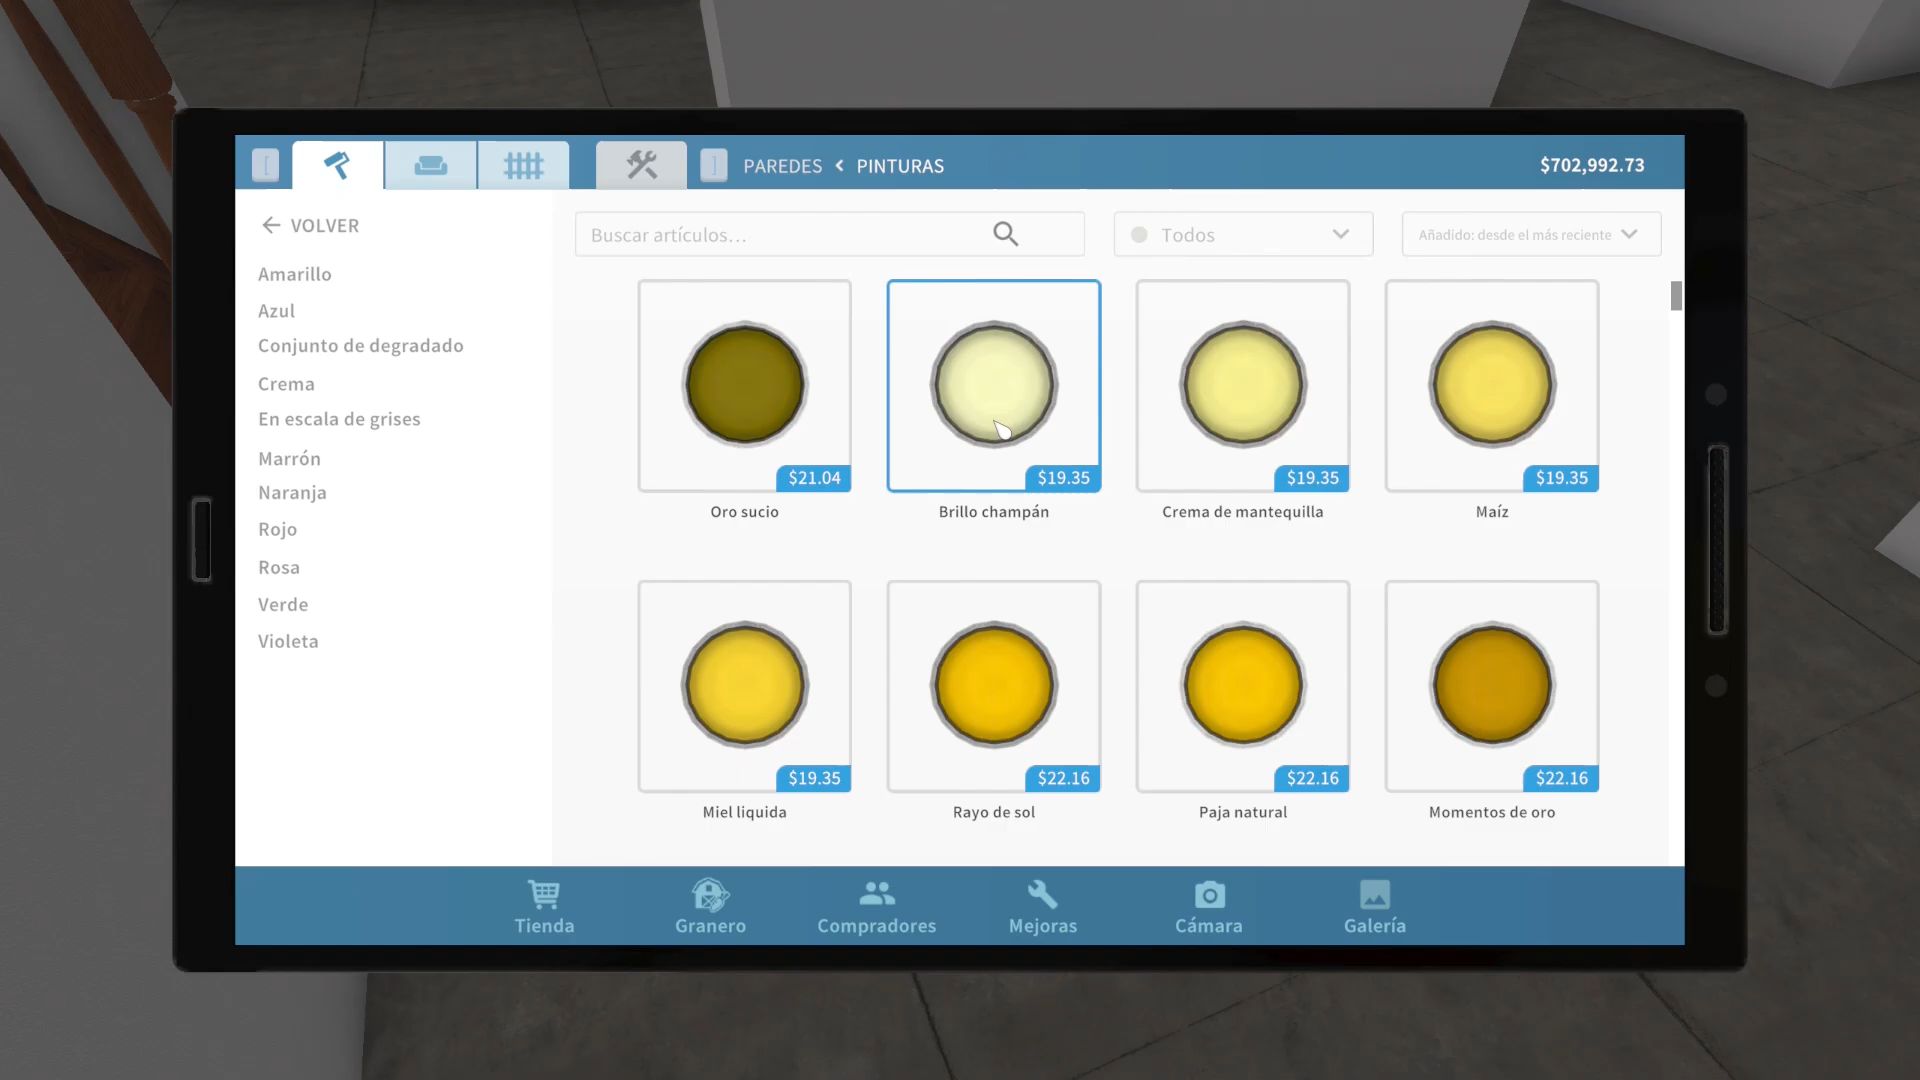 [
]
PAREDES < PINTURAS
$702,992.73
VOLVER
Amarillo
Azul
Conjunto de degradado
Crema
En escala de grises
Marrón
Naranja
Rojo
Rosa
Verde
Violeta
Buscar artículos...
Todos
Añadido: desde el más reciente
$21.04
$19.35
$19.35
$19.35
Oro sucio
Brillo champán
Crema de mantequilla
Maíz
$19.35
$22.16
$22.16
$22.16
Miel liquida
Rayo de sol
Paja natural
Momentos de oro
Tienda
Granero
Compradores
Mejoras
Cámara
Galería